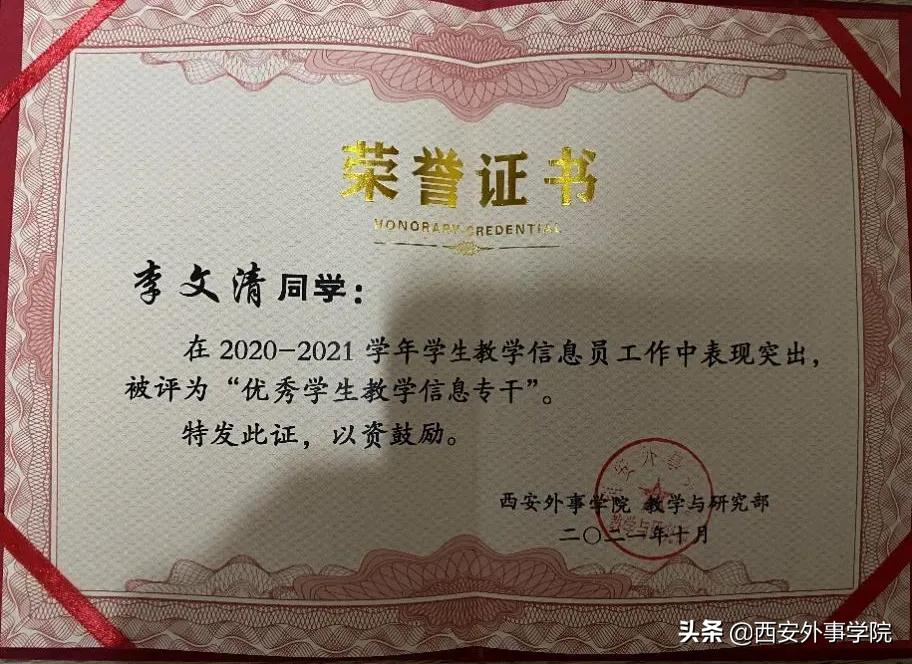 荣誉证书
HONORARY CREDENTIAL
李文清同学：
在2020-2021学年学生教学信息员工作中表现突出，
被评为“优秀学生教学信息专干”。
特发此证，以资鼓励。
西安外事学院 教学与研究部
二〇二一年十月
头条 @西安外事学院